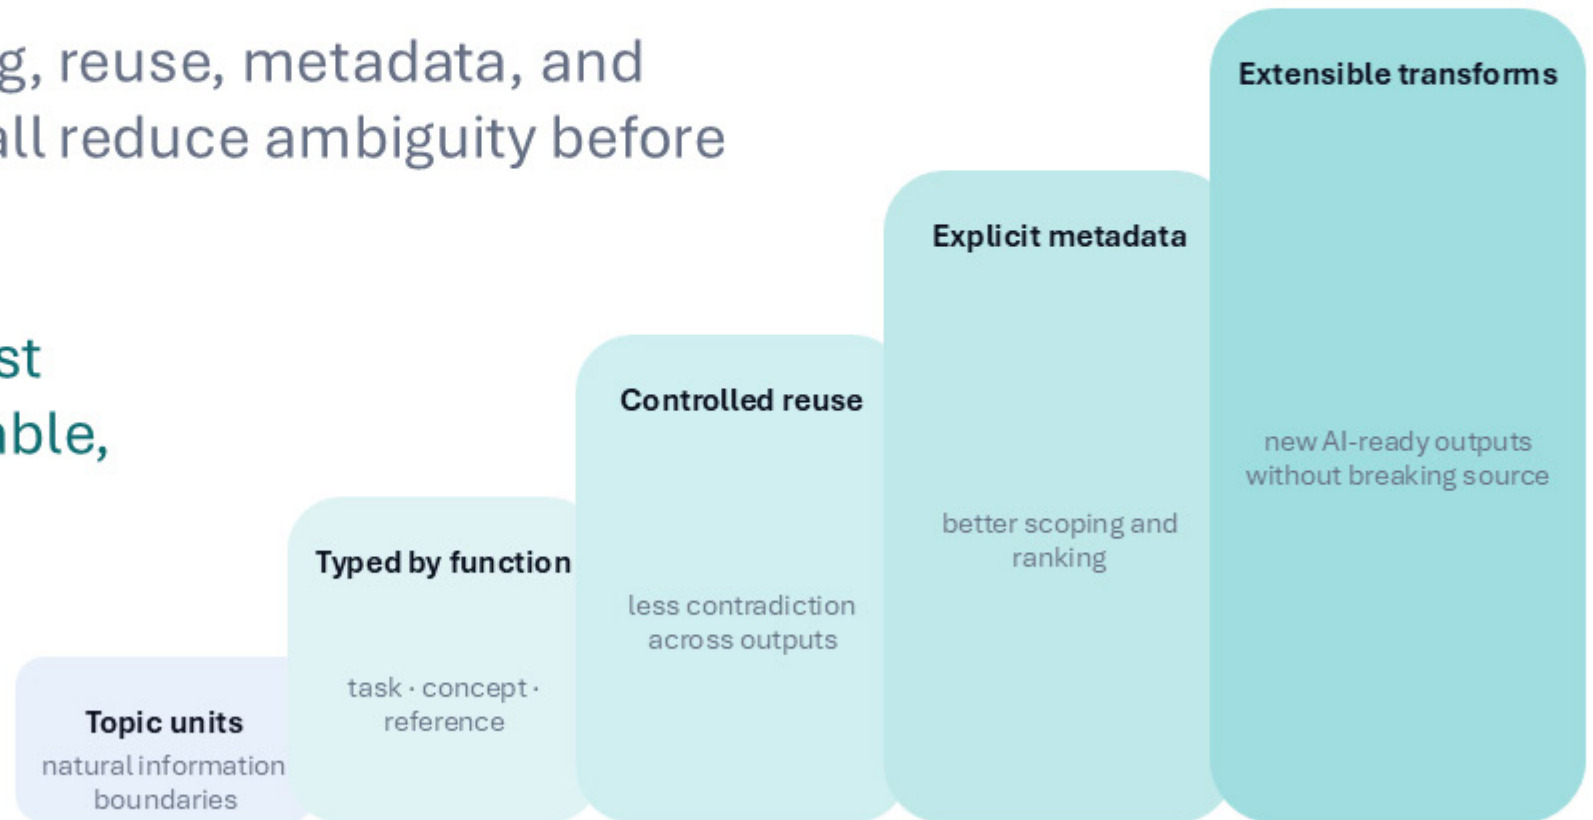 g, reuse, metadata, and
all reduce ambiguity before
st
able,
Topic units
natural information
boundaries
Typed by function
task · concept ·
reference
Controlled reuse
less contradiction
across outputs
Explicit metadata
better scoping and
ranking
Extensible transforms
new AI-ready outputs
without breaking source